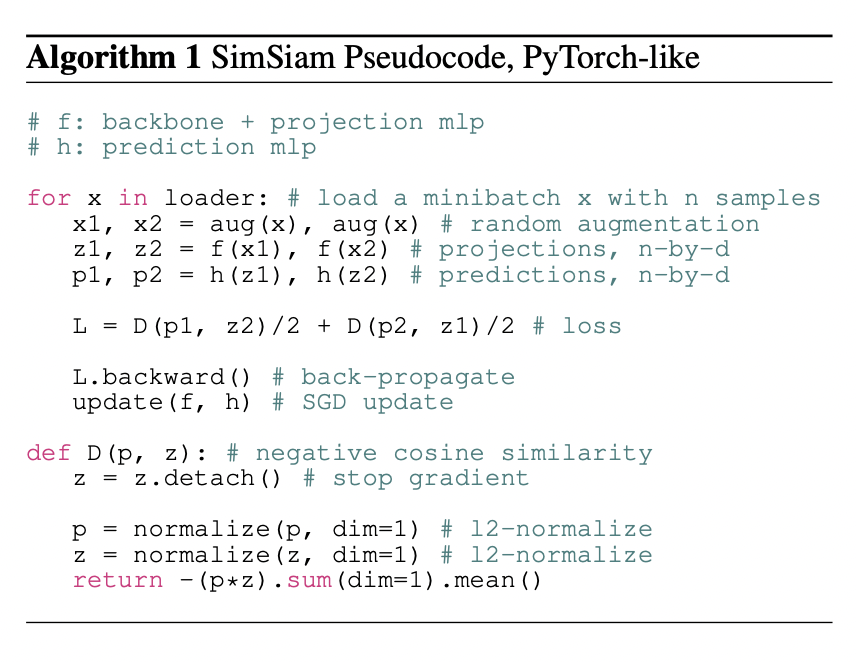 Algorithm 1 SimSiam Pseudocode, PyTorch-like
# f: backbone + projection mlp
# h: prediction mlp
for x in loader: # load a minibatch x with n samples
x1, x2 = aug(x), aug(x) # random augmentation
z1, z2 = f(x1), f(x2) # projections, n-by-d
p1, p2 = h(z1), h(z2) # predictions, n-by-d
L = D(p1, z2)/2 + D(p2, z1)/2 # loss
L.backward() # back-propagate
update(f, h) # SGD update
def D(p, z): # negative cosine similarity
z = z.detach() # stop gradient
p = normalize(p, dim=1) # l2-normalize
z = normalize(z, dim=1) # l2-normalize
return -(p*z).sum(dim=1).mean()